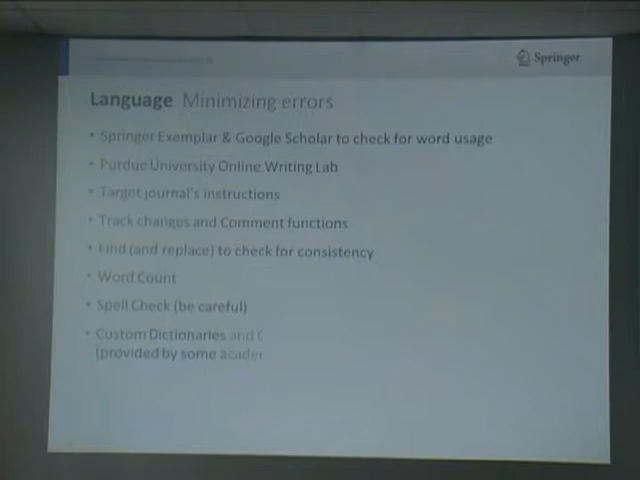 Springer
Language Minimizing errors
• Springer Exemplar & Google Scholar to check for word usage
• Purdue University Online Writing Lab
• Target journal's instructions
• Track changes and Comment functions
• Find (and replace) to check for consistency
• Word Count
• Spell Check (be careful)
• Custom Dictionaries and
(provided by some